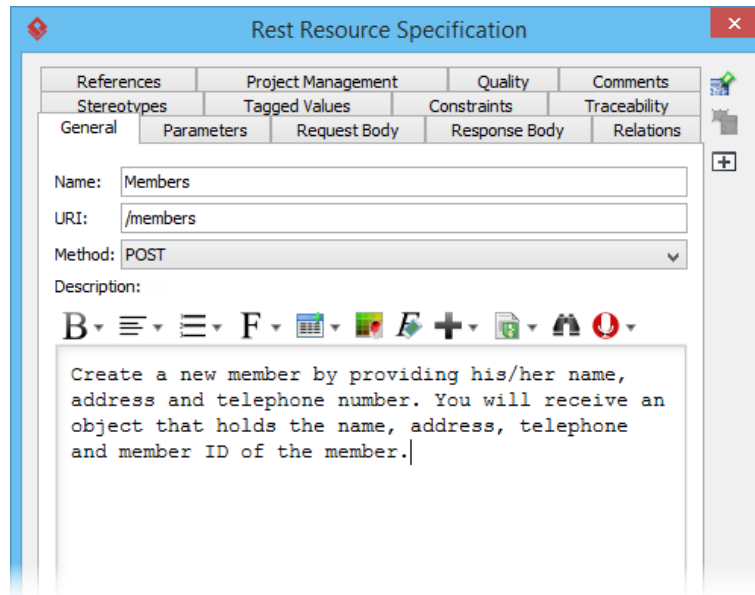 Rest Resource Specification
References Project Management Quality Comments
Stereotypes Tagged Values Constraints Traceability
General Parameters Request Body Response Body Relations
Name: Members
URI: /members
Method: POST
Description:
Create a new member by providing his/her name,
address and telephone number. You will receive an
object that holds the name, address, telephone
and member ID of the member.